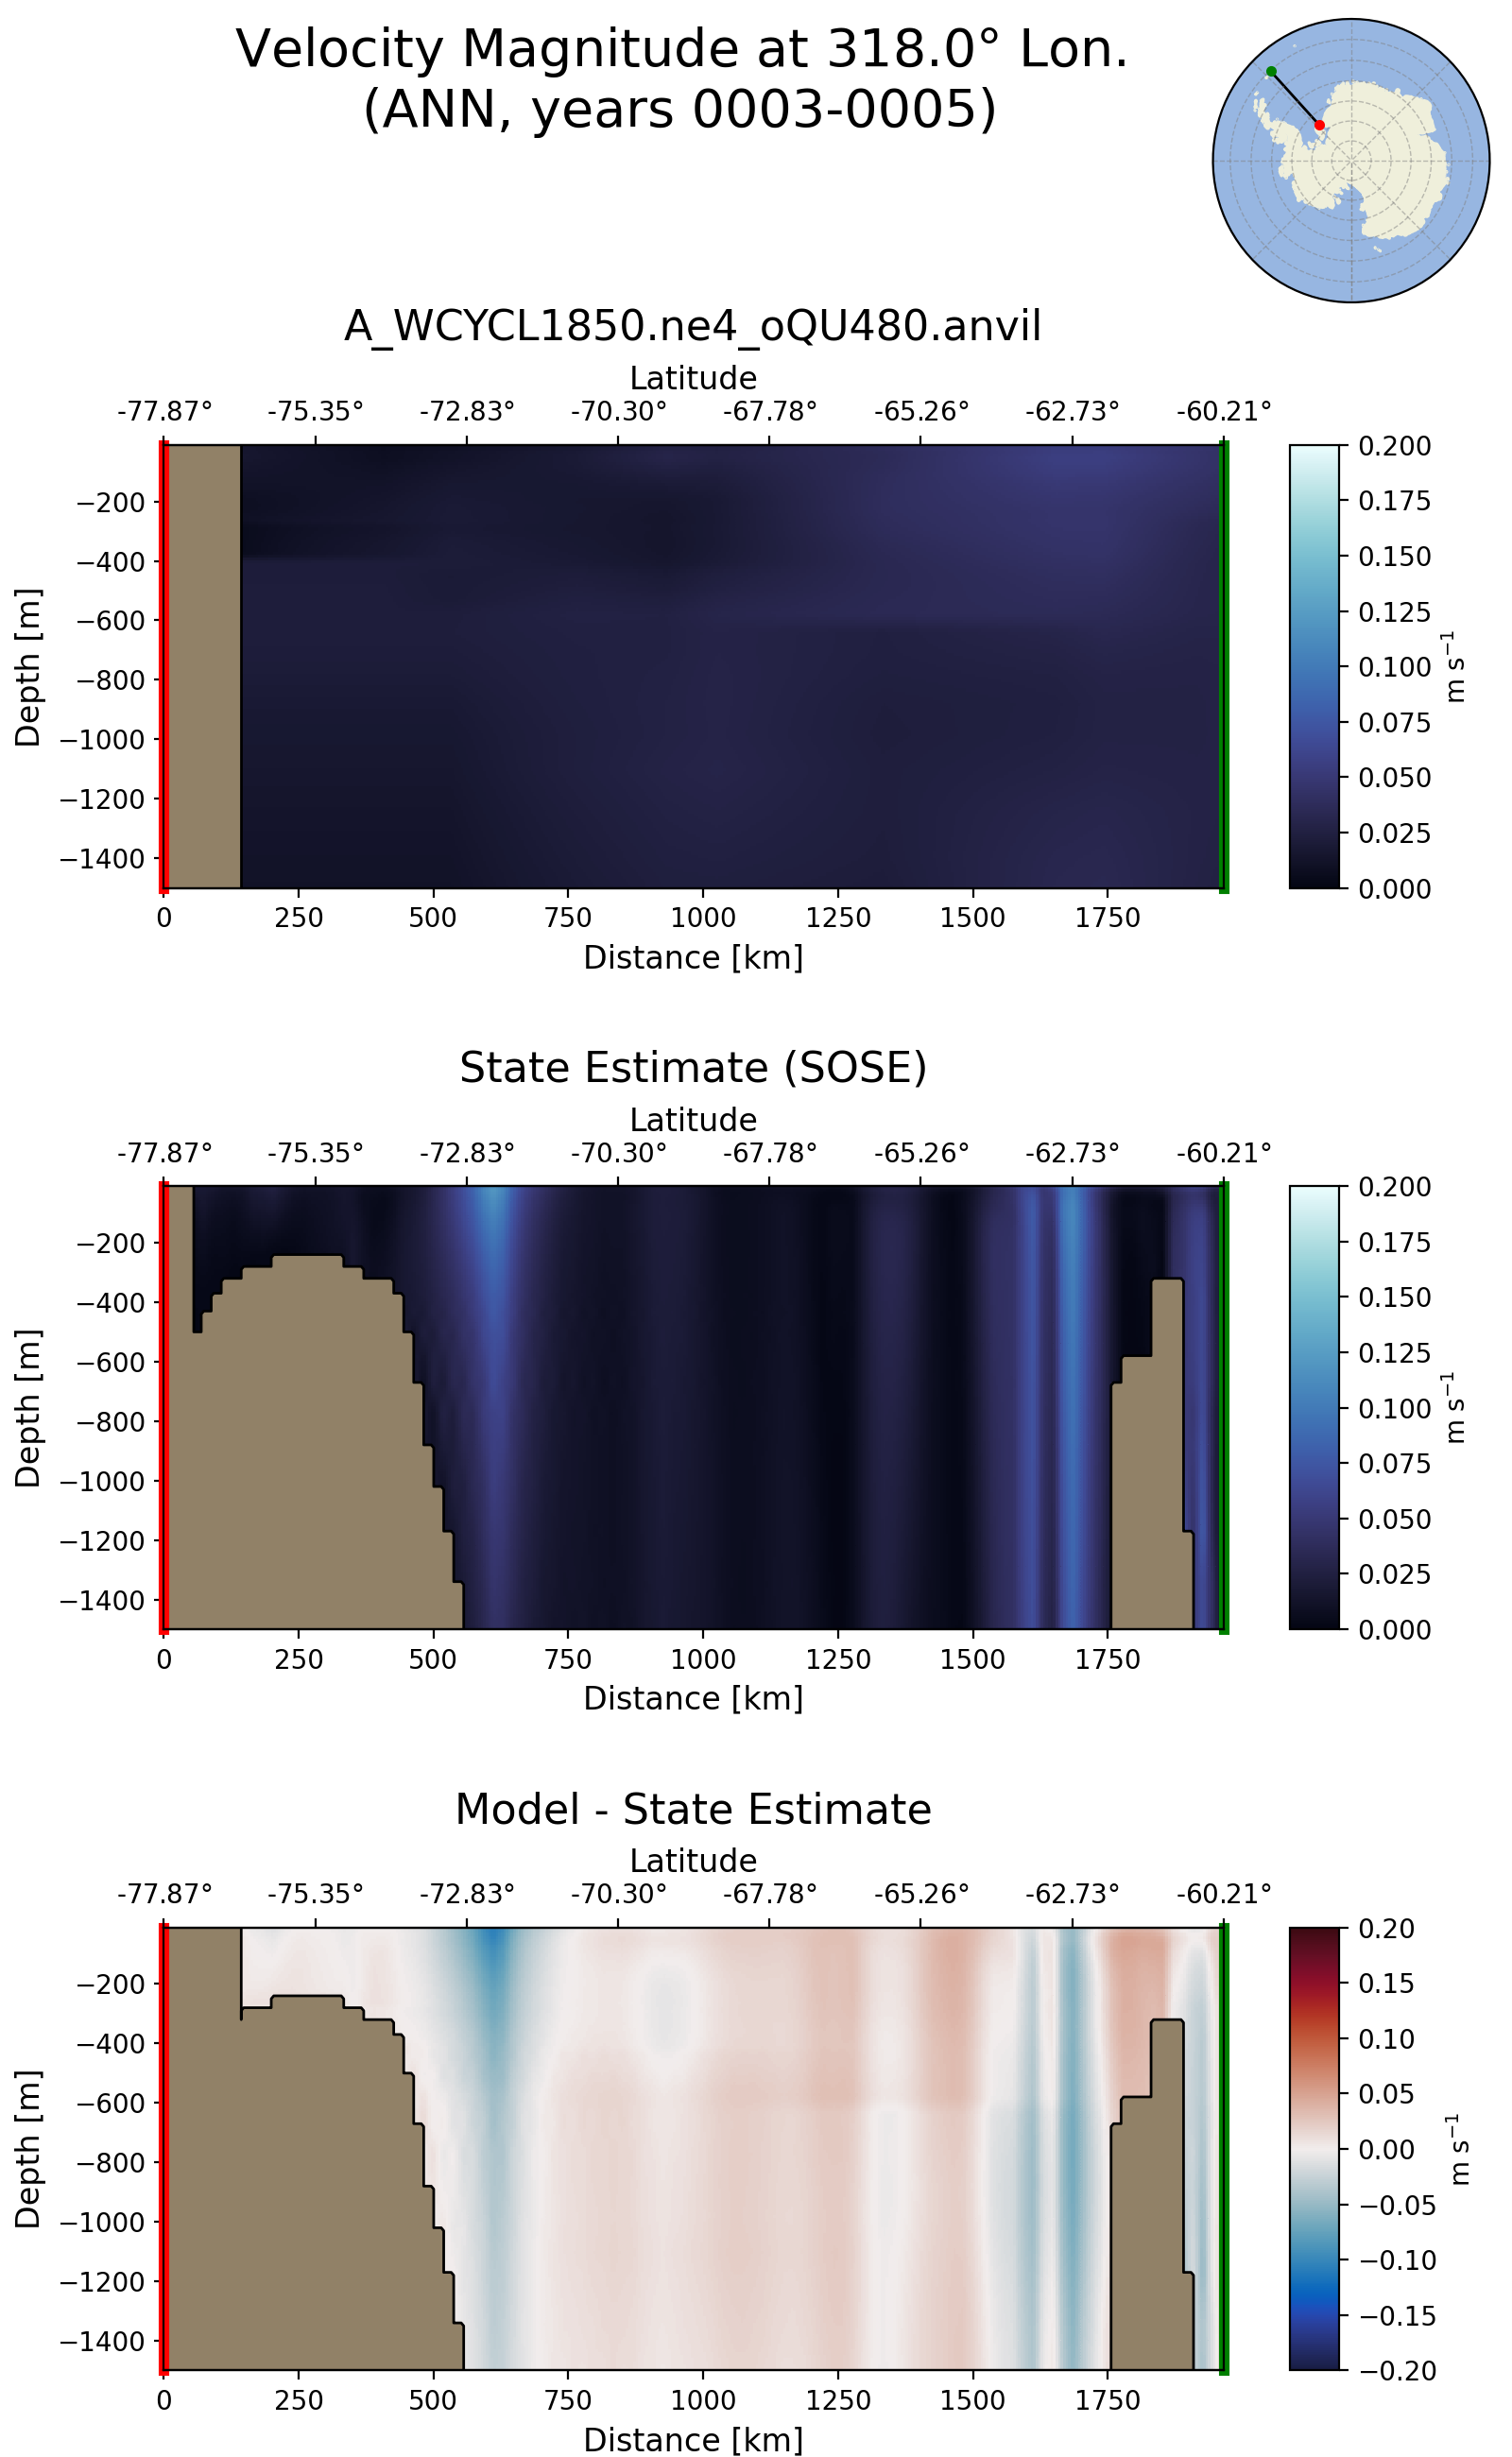 Velocity Magnitude at 318.0° Lon.
(ANN, years 0003-0005)
A_WCYCL1850.ne4_oQU480.anvil
Latitude
-77.87° -75.35° -72.83° -70.30° -67.78° -65.26° -62.73° -60.21°
Depth [m]
−200
−400
−600
−800
−1000
−1200
−1400
0 250 500 750 1000 1250 1500 1750
Distance [km]
0.200
0.175
0.150
0.125
0.100
0.075
0.050
0.025
0.000
m s⁻¹
State Estimate (SOSE)
Latitude
-77.87° -75.35° -72.83° -70.30° -67.78° -65.26° -62.73° -60.21°
Depth [m]
−200
−400
−600
−800
−1000
−1200
−1400
0 250 500 750 1000 1250 1500 1750
Distance [km]
0.200
0.175
0.150
0.125
0.100
0.075
0.050
0.025
0.000
m s⁻¹
Model - State Estimate
Latitude
-77.87° -75.35° -72.83° -70.30° -67.78° -65.26° -62.73° -60.21°
Depth [m]
−200
−400
−600
−800
−1000
−1200
−1400
0 250 500 750 1000 1250 1500 1750
Distance [km]
0.20
0.15
0.10
0.05
0.00
−0.05
−0.10
−0.15
−0.20
m s⁻¹